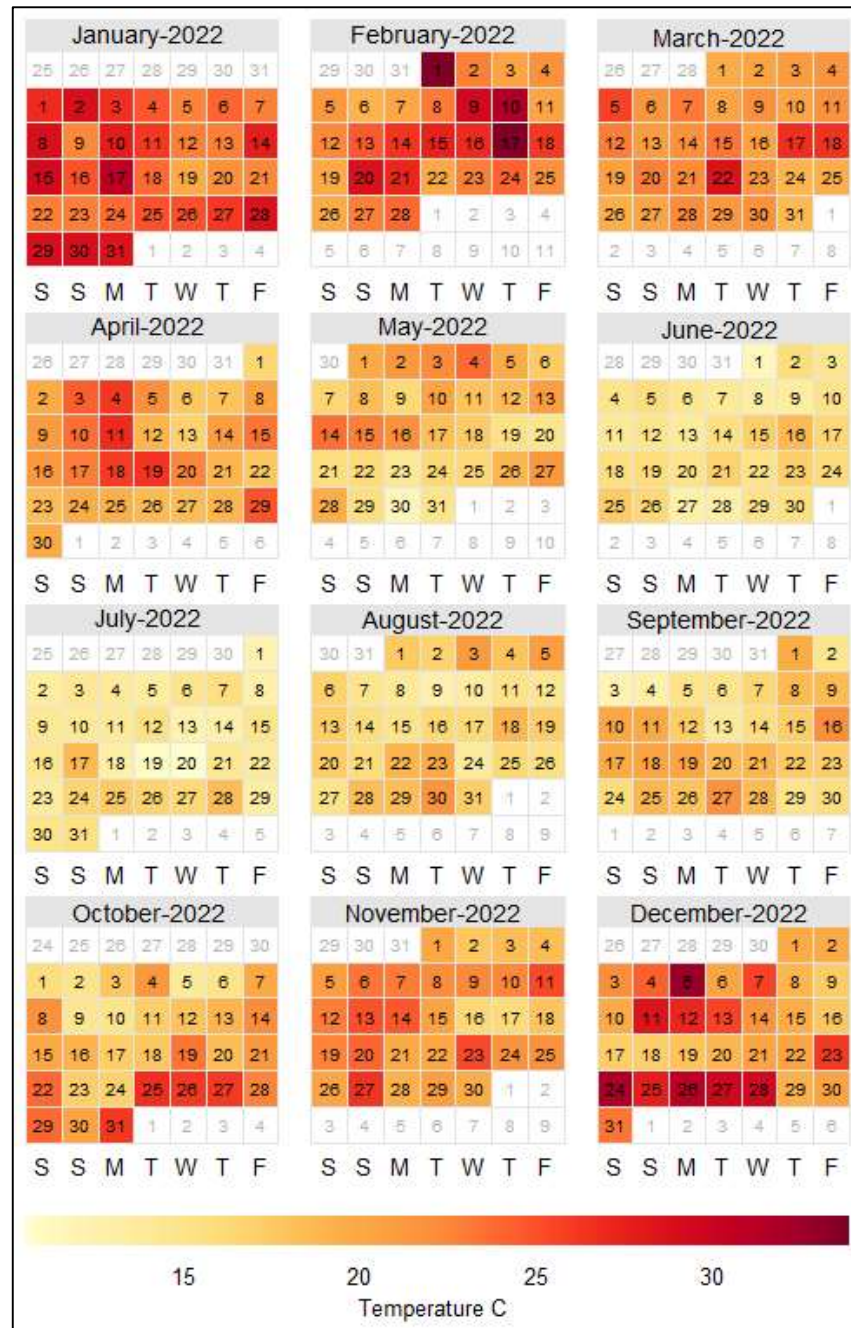 January-2022 February-2022 March-2022
25 26 27 28 29 30 31 29 30 31 1 2 3 4 26 27 28 1 2 3 4
1 2 3 4 5 6 7 5 6 7 8 9 10 11 5 6 7 8 9 10 11
8 9 10 11 12 13 14 12 13 14 15 16 17 18 12 13 14 15 16 17 18
15 16 17 18 19 20 21 19 20 21 22 23 24 25 19 20 21 22 23 24 25
22 23 24 25 26 27 28 26 27 28 1 2 3 4 26 27 28 29 30 31 1
29 30 31 1 2 3 4 5 6 7 8 9 10 11 2 3 4 5 6 7 8
S S M T W T F S S M T W T F S S M T W T F
April-2022 May-2022 June-2022
26 27 28 29 30 31 1 30 1 2 3 4 5 6 28 29 30 31 1 2 3
2 3 4 5 6 7 8 7 8 9 10 11 12 13 4 5 6 7 8 9 10
9 10 11 12 13 14 15 14 15 16 17 18 19 20 11 12 13 14 15 16 17
16 17 18 19 20 21 22 21 22 23 24 25 26 27 18 19 20 21 22 23 24
23 24 25 26 27 28 29 28 29 30 31 1 2 3 25 26 27 28 29 30 1
30 1 2 3 4 5 6 4 5 6 7 8 9 10 2 3 4 5 6 7 8
S S M T W T F S S M T W T F S S M T W T F
July-2022 August-2022 September-2022
25 26 27 28 29 30 1 30 31 1 2 3 4 5 27 28 29 30 31 1 2
2 3 4 5 6 7 8 6 7 8 9 10 11 12 3 4 5 6 7 8 9
9 10 11 12 13 14 15 13 14 15 16 17 18 19 10 11 12 13 14 15 16
16 17 18 19 20 21 22 20 21 22 23 24 25 26 17 18 19 20 21 22 23
23 24 25 26 27 28 29 27 28 29 30 31 1 2 24 25 26 27 28 29 30
30 31 1 2 3 4 5 3 4 5 6 7 8 9 1 2 3 4 5 6 7
S S M T W T F S S M T W T F S S M T W T F
October-2022 November-2022 December-2022
24 25 26 27 28 29 30 29 30 31 1 2 3 4 26 27 28 29 30 1 2
1 2 3 4 5 6 7 5 6 7 8 9 10 11 3 4 5 6 7 8 9
8 9 10 11 12 13 14 12 13 14 15 16 17 18 10 11 12 13 14 15 16
15 16 17 18 19 20 21 19 20 21 22 23 24 25 17 18 19 20 21 22 23
22 23 24 25 26 27 28 26 27 28 29 30 1 2 24 25 26 27 28 29 30
29 30 31 1 2 3 4 3 4 5 6 7 8 9 31 1 2 3 4 5 6
S S M T W T F S S M T W T F S S M T W T F
15 20 25 30
Temperature C